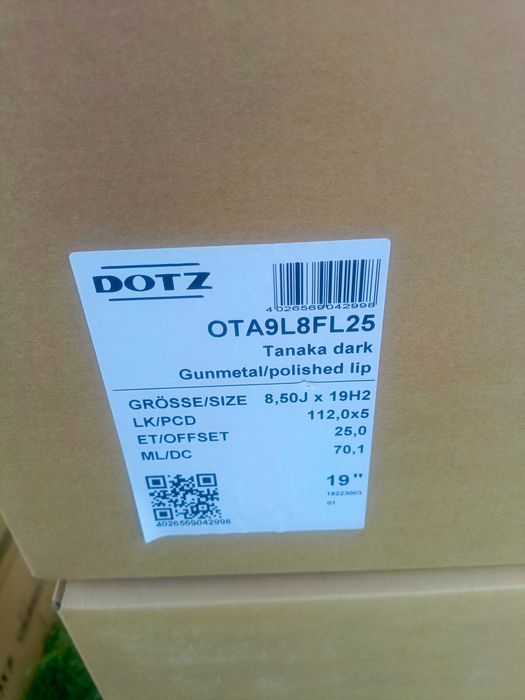 DOTZ
4026569042998
OTA9L8FL25
Tanaka dark
Gunmetal/polished lip
GRÖSSE/SIZE 8,50J x 19H2
LK/PCD 112,0x5
ET/OFFSET 25,0
ML/DC 70,1
19"
18223003
01
4026569042998